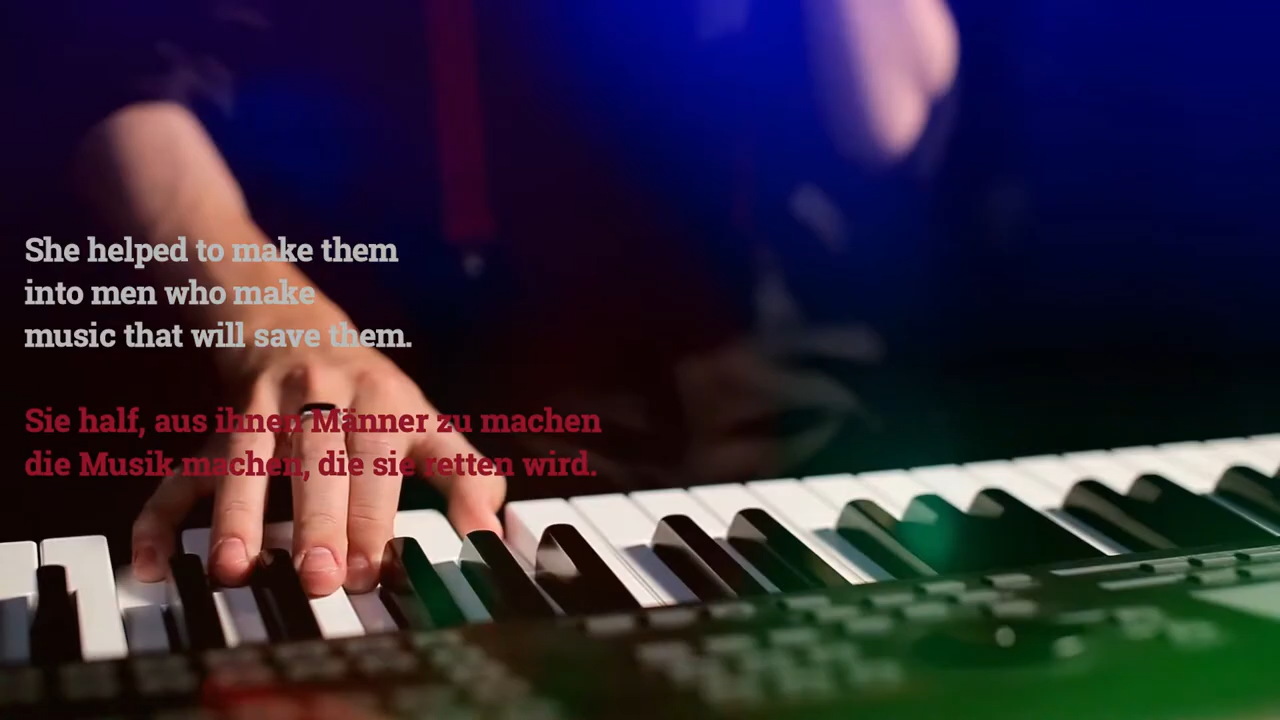 She helped to make them
into men who make
music that will save them.
Sie half, aus ihnen Männer zu machen
die Musik machen, die sie retten wird.